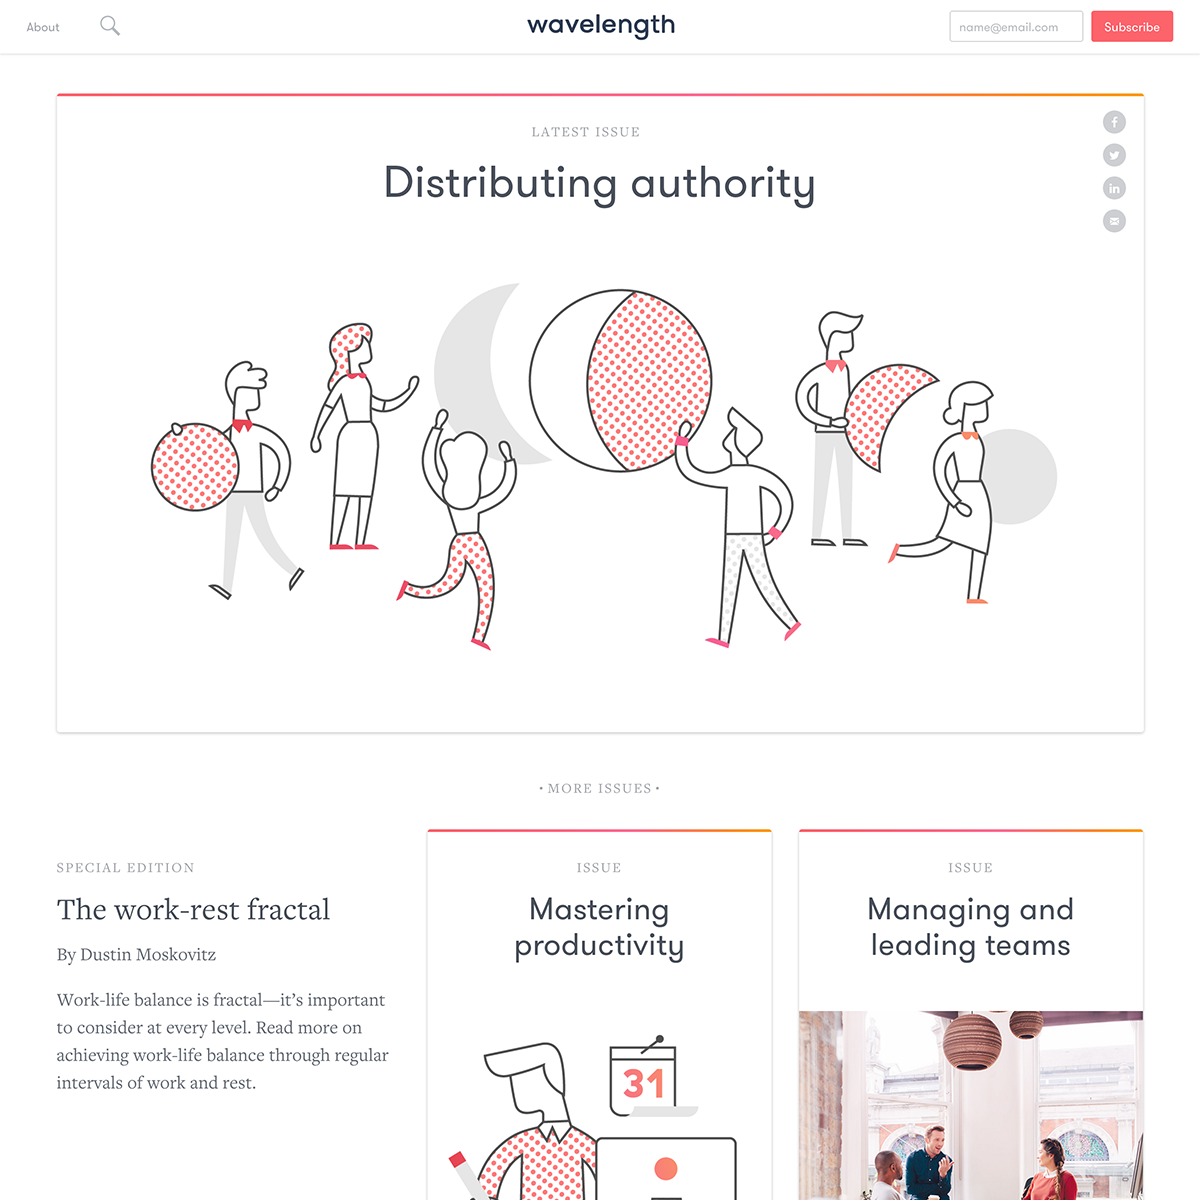 About
wavelength
name@email.com
Subscribe
LATEST ISSUE
Distributing authority
• MORE ISSUES •
SPECIAL EDITION
The work-rest fractal
By Dustin Moskovitz
Work-life balance is fractal—it’s important
to consider at every level. Read more on
achieving work-life balance through regular
intervals of work and rest.
ISSUE
Mastering
productivity
31
ISSUE
Managing and
leading teams